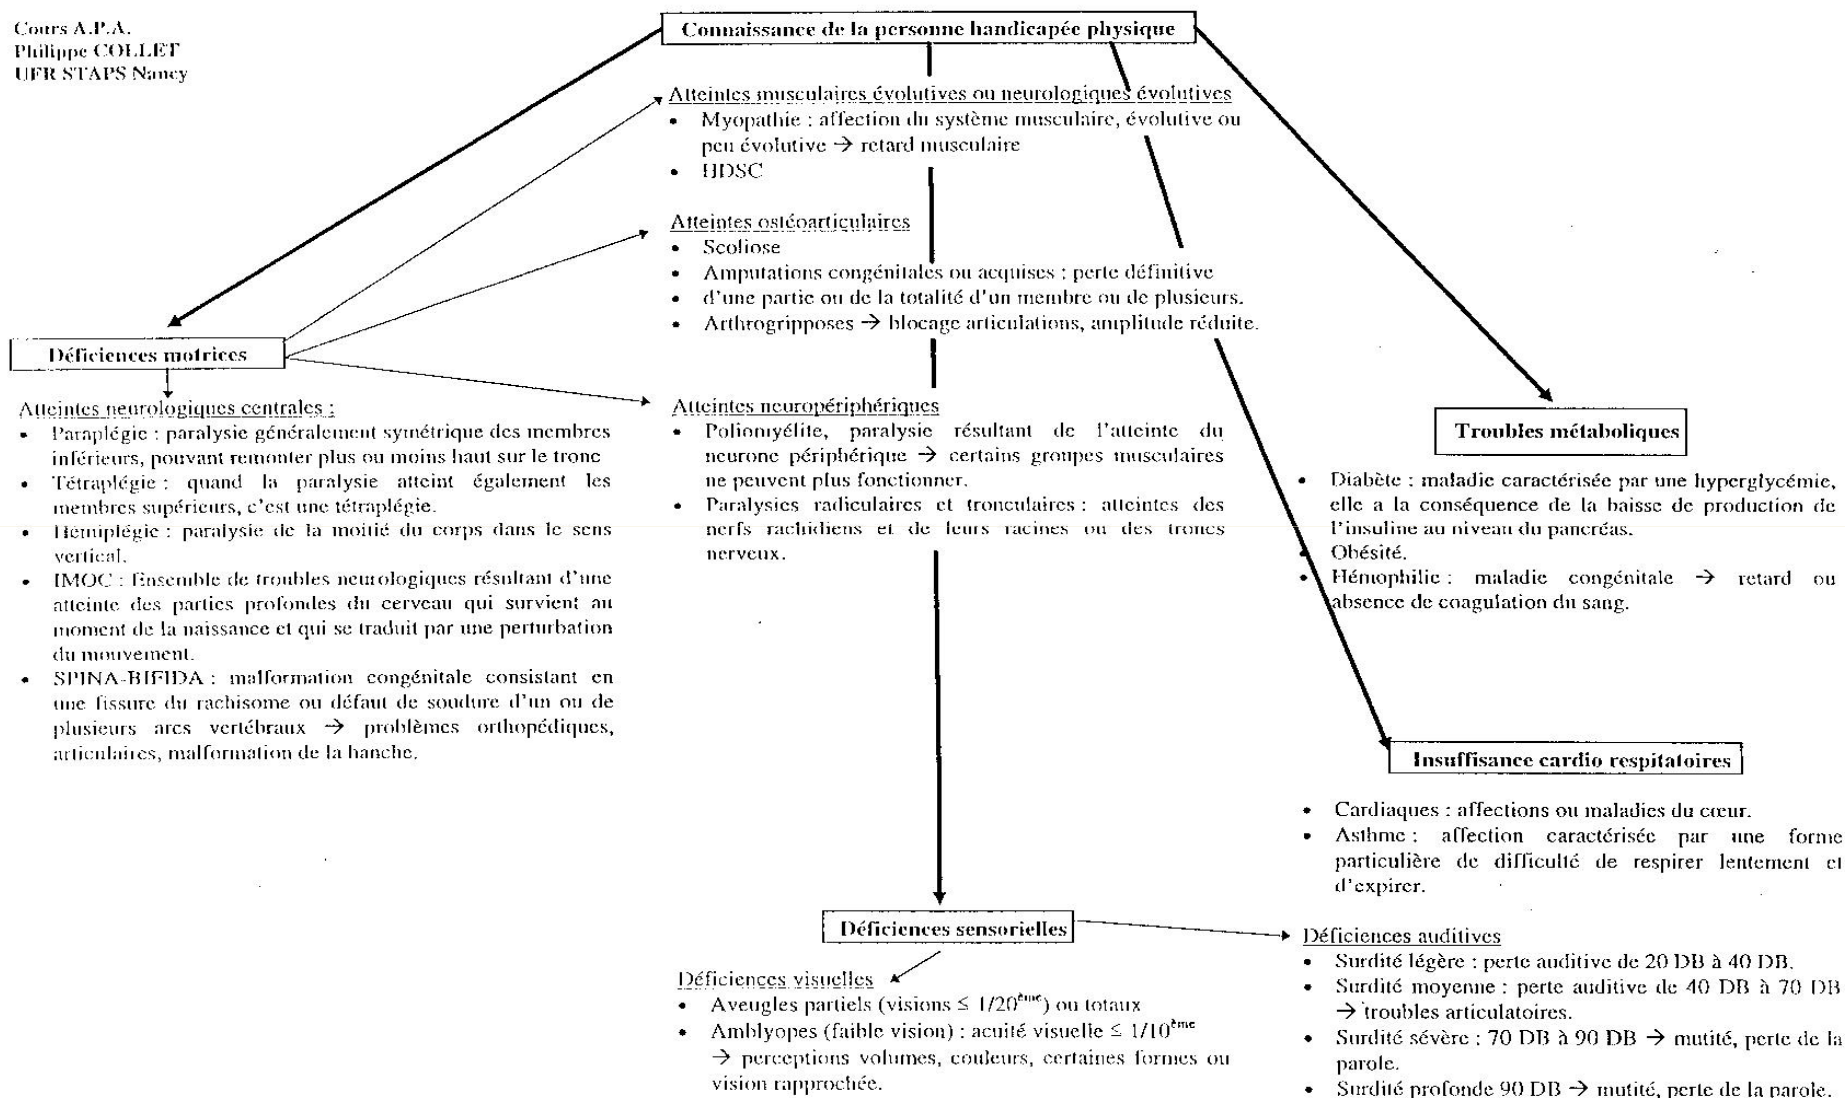 Cours A.P.A.
Philippe COLLET
UFR STAPS Nancy
Connaissance de la personne handicapée physique
Atteintes musculaires évolutives ou neurologiques évolutives
• Myopathie : affection du système musculaire, évolutive ou
peu évolutive → retard musculaire
• HDSC
Atteintes ostéoarticulaires
• Scoliose
• Amputations congénitales ou acquises : perte définitive
• d'une partie ou de la totalité d'un membre ou de plusieurs.
• Arthrogripposes → blocage articulations, amplitude réduite.
Déficiences motrices
Atteintes neurologiques centrales :
• Paraplégie : paralysie généralement symétrique des membres
inférieurs, pouvant remonter plus ou moins haut sur le tronc
• Tétraplégie : quand la paralysie atteint également les
membres supérieurs, c'est une tétraplégie.
• Hémiplégie : paralysie de la moitié du corps dans le sens
vertical.
• IMOC : Ensemble de troubles neurologiques résultant d'une
atteinte des parties profondes du cerveau qui survient au
moment de la naissance et qui se traduit par une perturbation
du mouvement.
• SPINA-BIFIDA : malformation congénitale consistant en
une fissure du rachisome ou défaut de soudure d'un ou de
plusieurs arcs vertébraux → problèmes orthopédiques,
articulaires, malformation de la hanche.
Atteintes neuropériphériques
• Poliomyélite, paralysie résultant de l'atteinte du
neurone périphérique → certains groupes musculaires
ne peuvent plus fonctionner.
• Paralysies radiculaires et tronculaires : atteintes des
nerfs rachidiens et de leurs racines ou des troncs
nerveux.
Troubles métaboliques
• Diabète : maladie caractérisée par une hyperglycémie,
elle a la conséquence de la baisse de production de
l'insuline au niveau du pancréas.
• Obésité.
• Hémophilie : maladie congénitale → retard ou
absence de coagulation du sang.
Insuffisance cardio respitatoires
• Cardiaques : affections ou maladies du cœur.
• Asthme : affection caractérisée par une forme
particulière de difficulté de respirer lentement et
d'expirer.
Déficiences sensorielles
Déficiences visuelles
• Aveugles partiels (visions ≤ 1/20ème) ou totaux
• Amblyopes (faible vision) : acuité visuelle ≤ 1/10ème
→ perceptions volumes, couleurs, certaines formes ou
vision rapprochée.
Déficiences auditives
• Surdité légère : perte auditive de 20 DB à 40 DB.
• Surdité moyenne : perte auditive de 40 DB à 70 DB
→ troubles articulatoires.
• Surdité sévère : 70 DB à 90 DB → mutité, perte de la
parole.
• Surdité profonde 90 DB → mutité, perte de la parole.